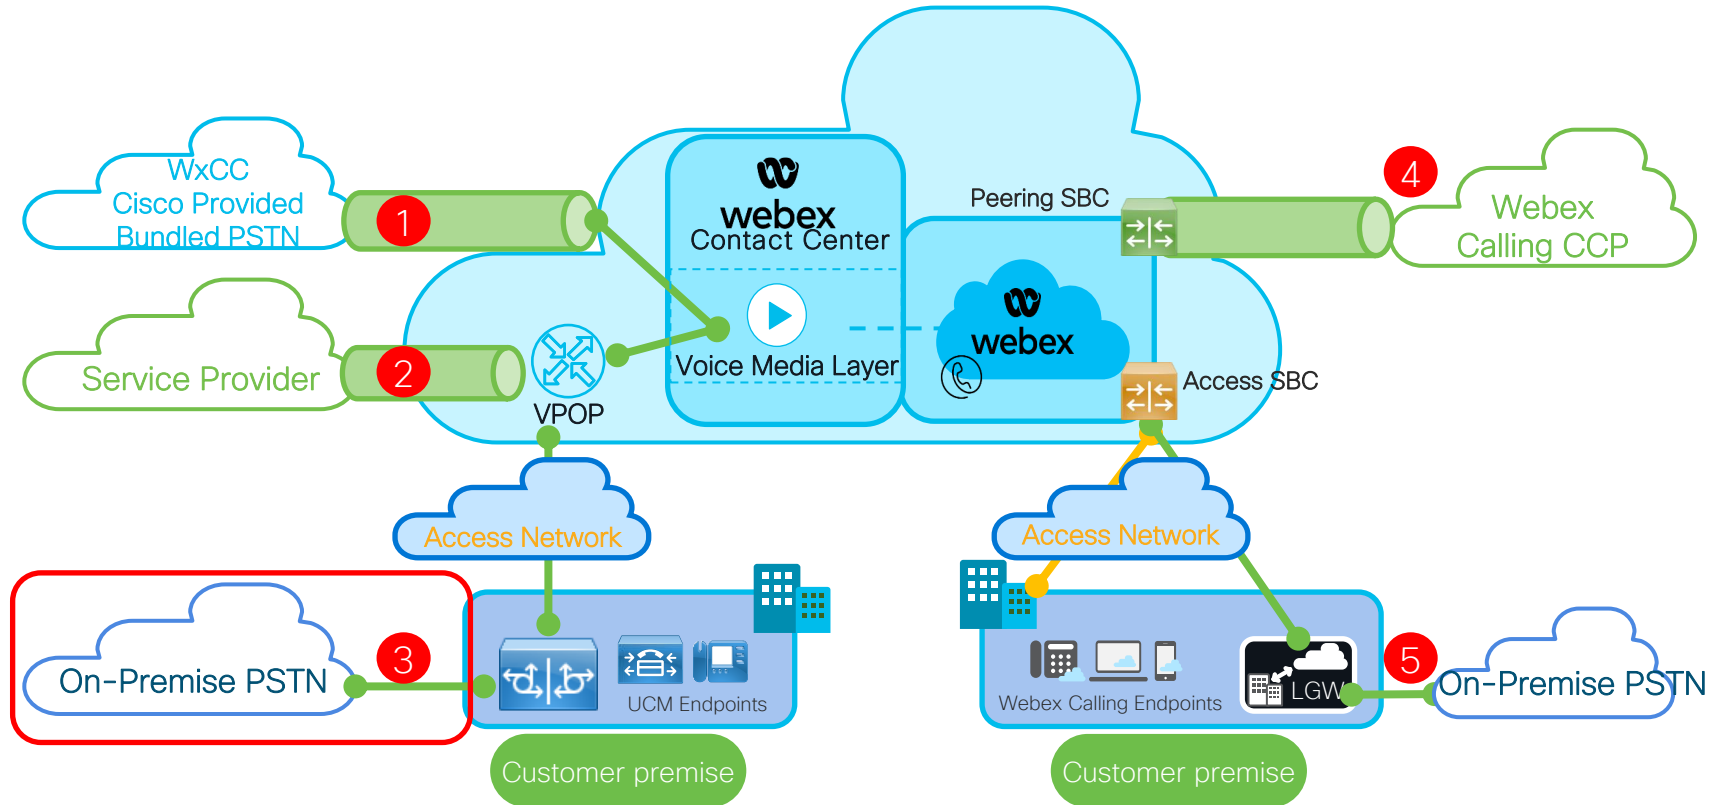 WxCC
Cisco Provided
Bundled PSTN
1
webex
Contact Center
Peering SBC
4
Webex
Calling CCP
Service Provider
2
VPOP
Voice Media Layer
webex
Access SBC
Access Network
Access Network
On-Premise PSTN
3
UCM Endpoints
Webex Calling Endpoints
LGW
5
On-Premise PSTN
Customer premise
Customer premise